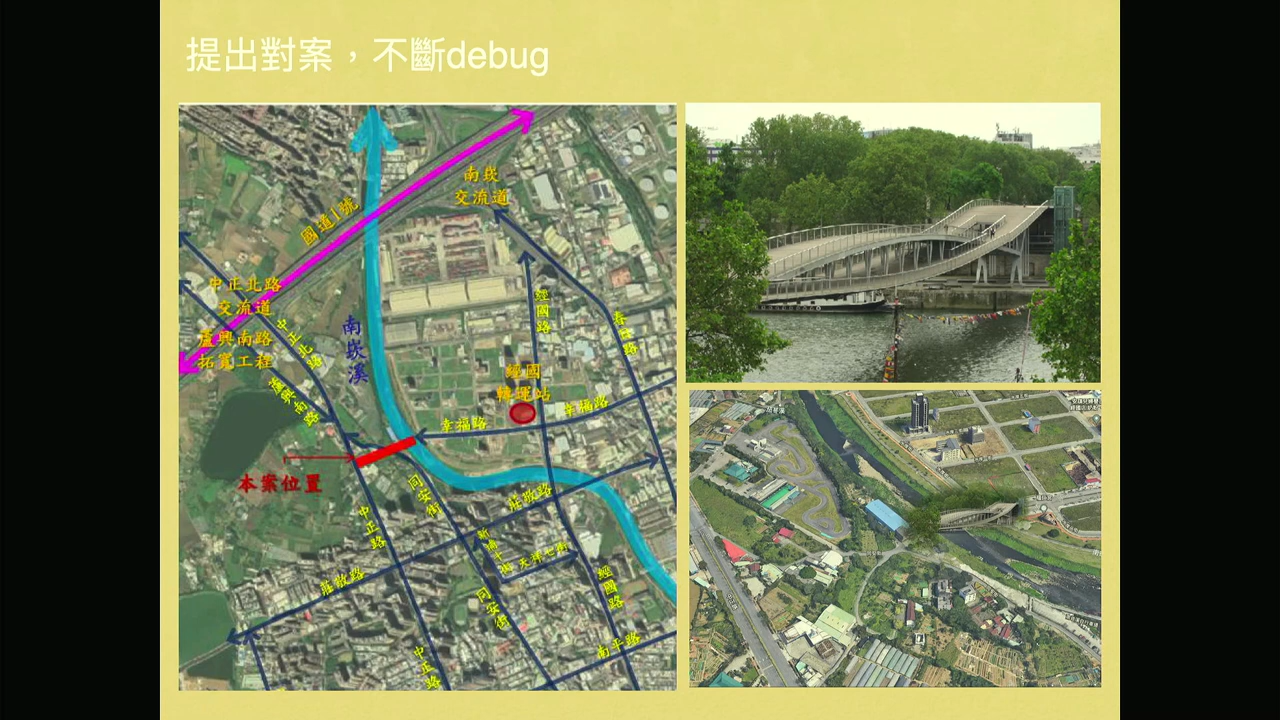 提出對案，不斷debug
南崁
交流道
國道1號
中正北路
交流道
蘆興南路
拓寬工程
中正北路
蘆興南路
南崁溪
經國路
春日路
經國
轉運站
幸福路
幸福路
本案位置
同安街
莊敬路
中正路
新埔十街
天祥七街
莊敬路
同安街
經國路
南平路
中正路